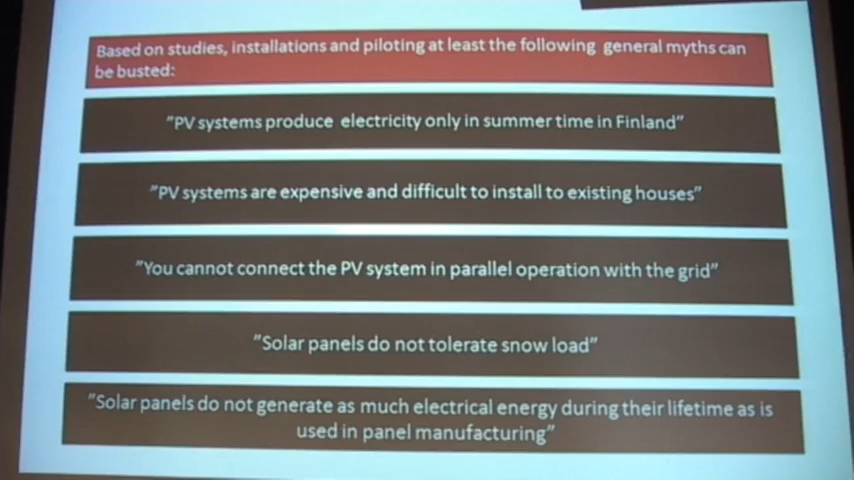 Based on studies, installations and piloting at least the following general myths can
be busted:
"PV systems produce electricity only in summer time in Finland"
"PV systems are expensive and difficult to install to existing houses"
"You cannot connect the PV system in parallel operation with the grid"
"Solar panels do not tolerate snow load"
"Solar panels do not generate as much electrical energy during their lifetime as is
used in panel manufacturing"